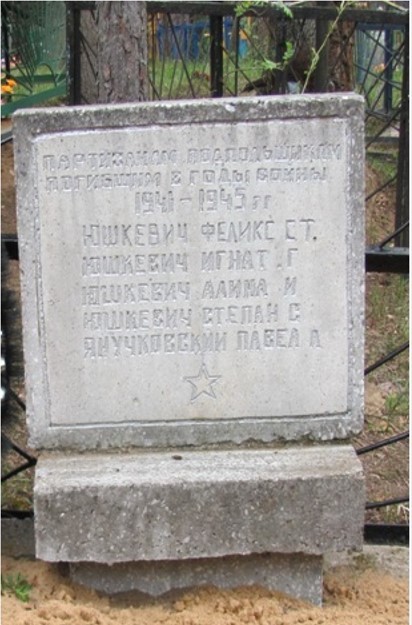 ПАРТИЗАНАМ ПОДПОЛЬЩИКАМ
ПОГИБШИМ В ГОДЫ ВОЙНЫ
1941 – 1945 гг
ЮШКЕВИЧ ФЕЛИКС СТ.
ЮШКЕВИЧ ИГНАТ . Г
ЮШКЕВИЧ АЛИНА И
ЮШКЕВИЧ СТЕПАН С
ЯНУЧКОВСКИЙ ПАВЕЛ А